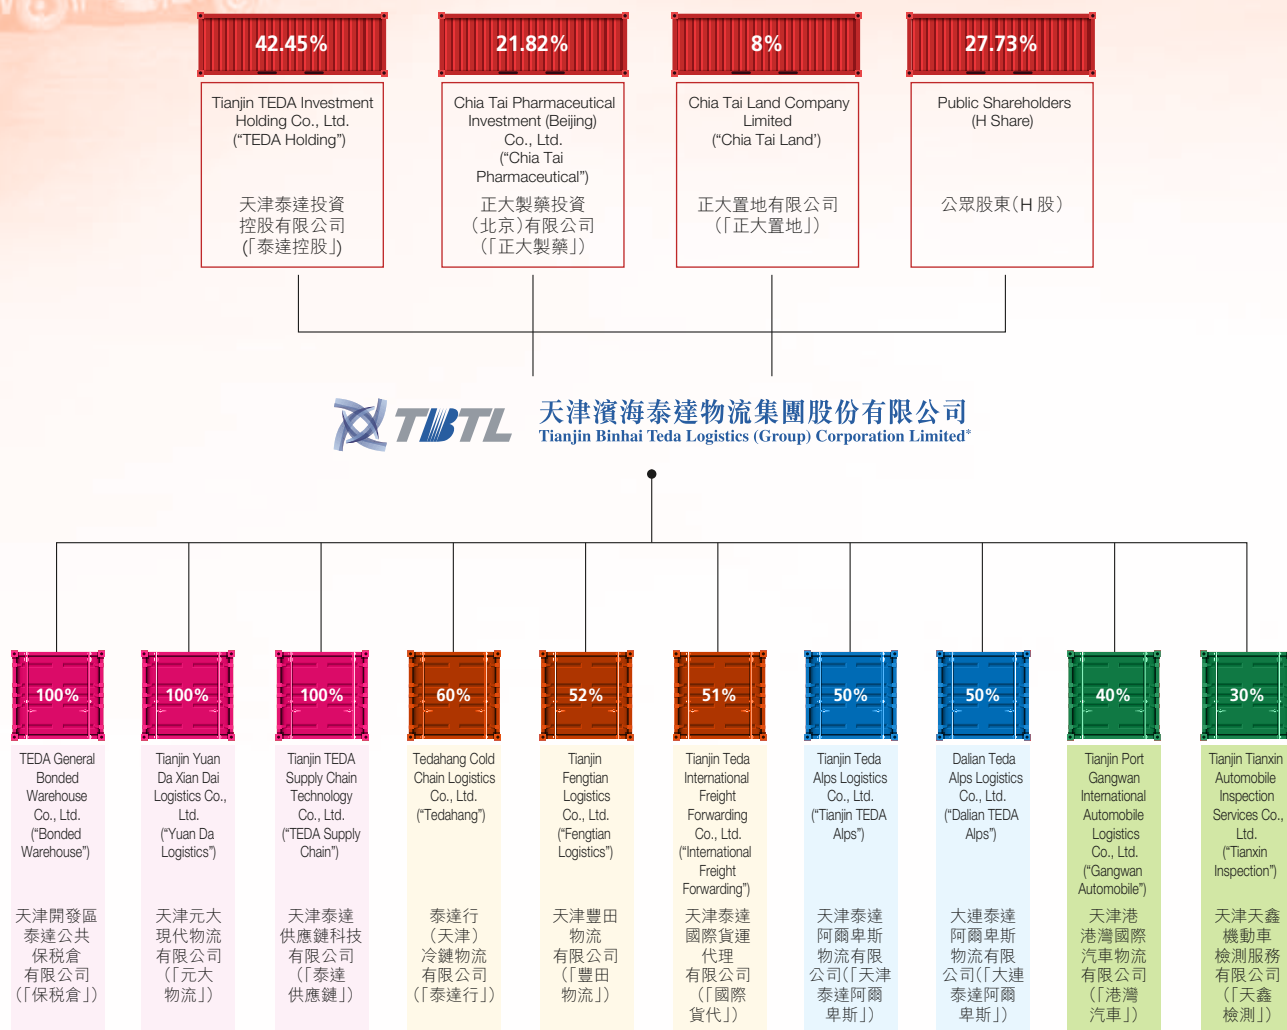 42.45%
Tianjin TEDA Investment
Holding Co., Ltd.
(“TEDA Holding”)
天津泰達投資
控股有限公司
(「泰達控股」)
21.82%
Chia Tai Pharmaceutical
Investment (Beijing)
Co., Ltd.
(“Chia Tai
Pharmaceutical”)
正大製藥投資
（北京）有限公司
（「正大製藥」）
8%
Chia Tai Land Company
Limited
(“Chia Tai Land’)
正大置地有限公司
（「正大置地」）
27.73%
Public Shareholders
(H Share)
公眾股東（H 股）
TBTL
天津濱海泰達物流集團股份有限公司
Tianjin Binhai Teda Logistics (Group) Corporation Limited*
100%
TEDA General
Bonded
Warehouse
Co., Ltd.
(“Bonded
Warehouse”)
天津開發區
泰達公共
保税倉
有限公司
（「保税倉」）
100%
Tianjin Yuan
Da Xian Dai
Logistics Co.,
Ltd.
(“Yuan Da
Logistics”)
天津元大
現代物流
有限公司
（「元大
物流」）
100%
Tianjin TEDA
Supply Chain
Technology
Co., Ltd.
(“TEDA Supply
Chain”)
天津泰達
供應鏈科技
有限公司
（「泰達
供應鏈」）
60%
Tedahang Cold
Chain Logistics
Co., Ltd.
(“Tedahang”)
泰達行
（天津）
冷鏈物流
有限公司
（「泰達行」）
52%
Tianjin
Fengtian
Logistics
Co., Ltd.
(“Fengtian
Logistics”)
天津豐田
物流
有限公司
（「豐田
物流」）
51%
Tianjin Teda
International
Freight
Forwarding
Co., Ltd.
(“International
Freight
Forwarding”)
天津泰達
國際貨運
代理
有限公司
（「國際
貨代」）
50%
Tianjin Teda
Alps Logistics
Co., Ltd.
(“Tianjin TEDA
Alps”)
天津泰達
阿爾卑斯
物流有限
公司（「天津
泰達阿爾
卑斯」）
50%
Dalian Teda
Alps Logistics
Co., Ltd.
(“Dalian TEDA
Alps”)
大連泰達
阿爾卑斯
物流有限
公司（「大連
泰達阿爾
卑斯」）
40%
Tianjin Port
Gangwan
International
Automobile
Logistics
Co., Ltd.
(“Gangwan
Automobile”)
天津港
港灣國際
汽車物流
有限公司
（「港灣
汽車」）
30%
Tianjin Tianxin
Automobile
Inspection
Services Co.,
Ltd.
(“Tianxin
Inspection”)
天津天鑫
機動車
檢測服務
有限公司
（「天鑫
檢測」）